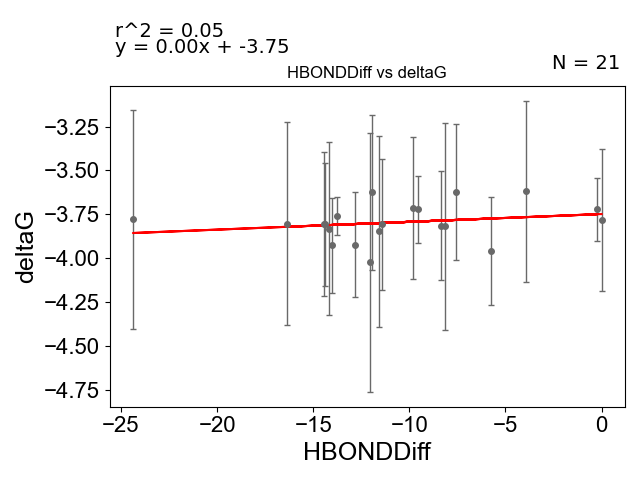 r^2 = 0.05
y = 0.00x + -3.75
N = 21
HBONDDiff vs deltaG
−3.25
−3.50
−3.75
−4.00
−4.25
−4.50
−4.75
deltaG
−25 −20 −15 −10 −5 0
HBONDDiff